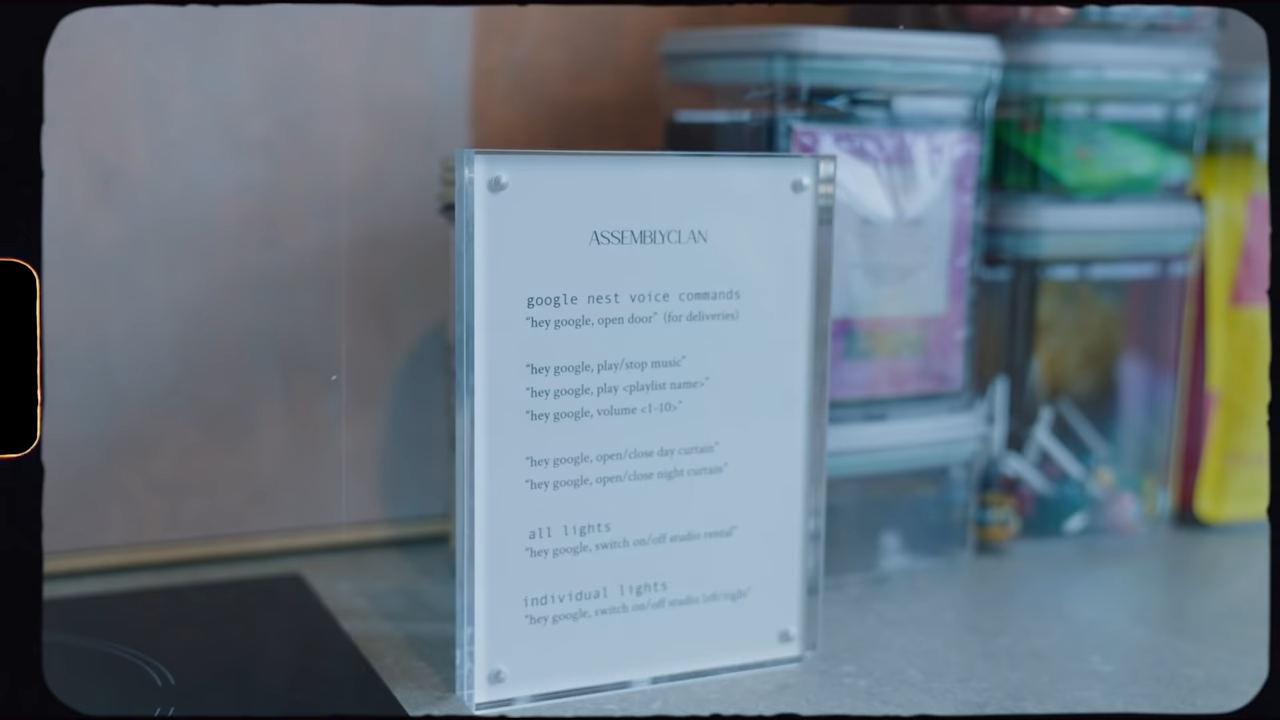 ASSEMBLYCLAN
google nest voice commands
“hey google, open door” (for deliveries)
“hey google, play/stop music”
“hey google, play <playlist name>”
“hey google, volume <1-10>”
“hey google, open/close day curtain”
“hey google, open/close night curtain”
all lights
“hey google, switch on/off studio rental”
individual lights
“hey google, switch on/off studio left/right”